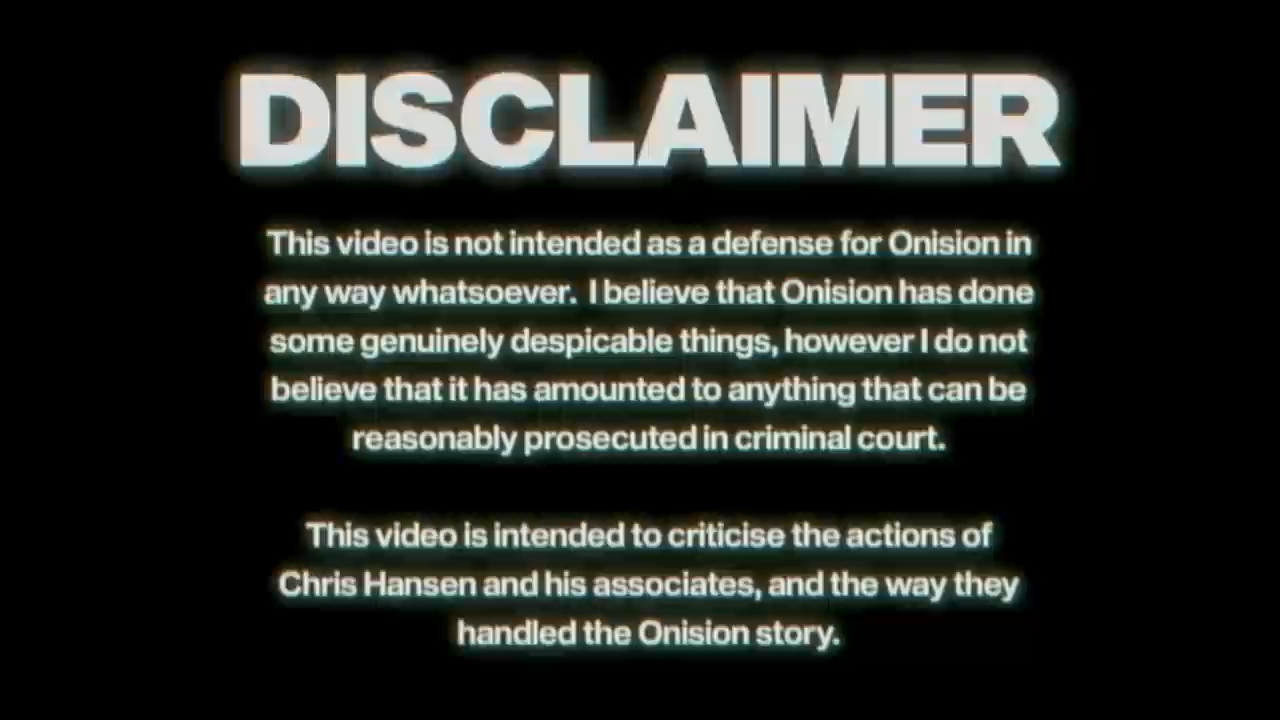 DISCLAIMER
This video is not intended as a defense for Onision in
any way whatsoever. I believe that Onision has done
some genuinely despicable things, however I do not
believe that it has amounted to anything that can be
reasonably prosecuted in criminal court.
This video is intended to criticise the actions of
Chris Hansen and his associates, and the way they
handled the Onision story.